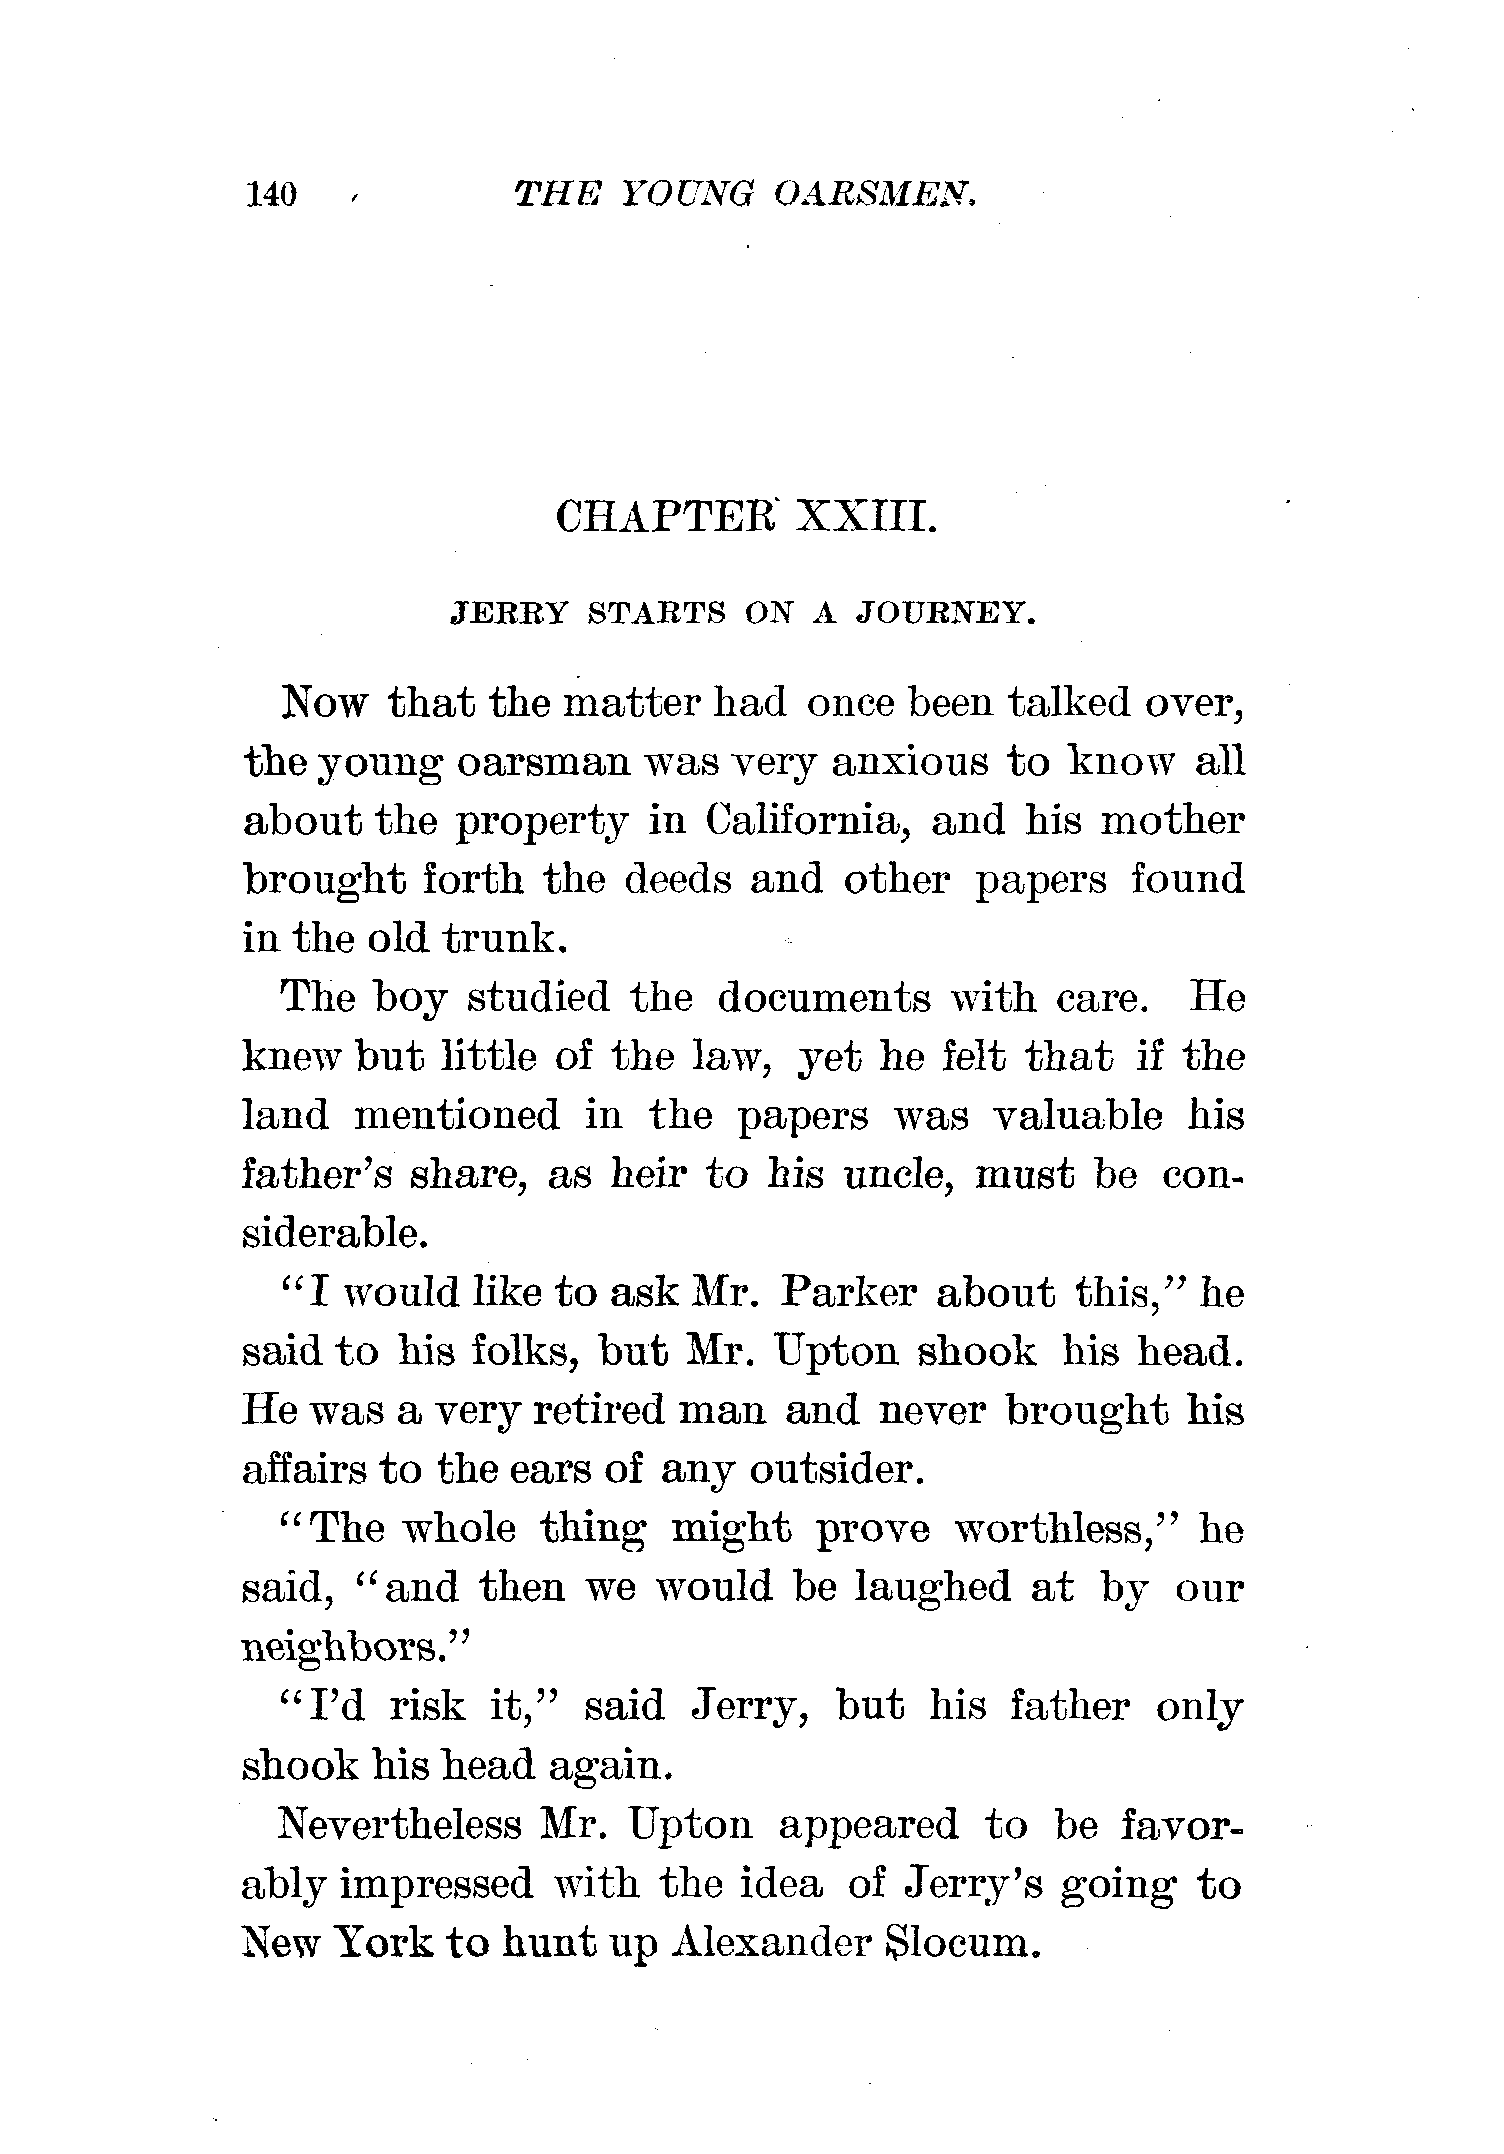 140 THE YOUNG OARSMEN.
CHAPTER XXIII.
JERRY STARTS ON A JOURNEY.
Now that the matter had once been talked over,
the young oarsman was very anxious to know all
about the property in California, and his mother
brought forth the deeds and other papers found
in the old trunk.
The boy studied the documents with care. He
knew but little of the law, yet he felt that if the
land mentioned in the papers was valuable his
father's share, as heir to his uncle, must be con-
siderable.
"I would like to ask Mr. Parker about this," he
said to his folks, but Mr. Upton shook his head.
He was a very retired man and never brought his
affairs to the ears of any outsider.
"The whole thing might prove worthless," he
said, "and then we would be laughed at by our
neighbors."
"I'd risk it," said Jerry, but his father only
shook his head again.
Nevertheless Mr. Upton appeared to be favor-
ably impressed with the idea of Jerry's going to
New York to hunt up Alexander Slocum.